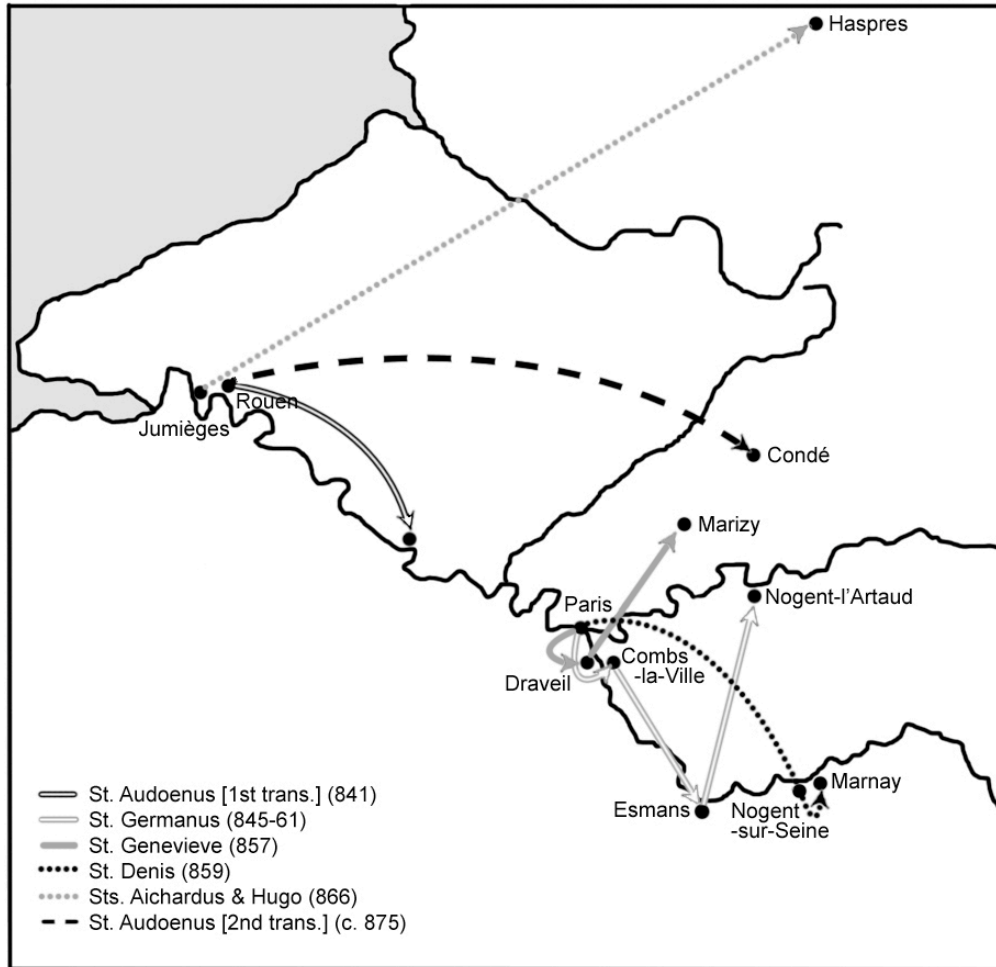 Haspres
Rouen
Jumièges
Condé
Marizy
Paris
Nogent-l'Artaud
Combs
-la-Ville
Draveil
Esmans
Nogent
-sur-Seine
Marnay
St. Audoenus [1st trans.] (841)
St. Germanus (845-61)
St. Genevieve (857)
St. Denis (859)
Sts. Aichardus & Hugo (866)
St. Audoenus [2nd trans.] (c. 875)